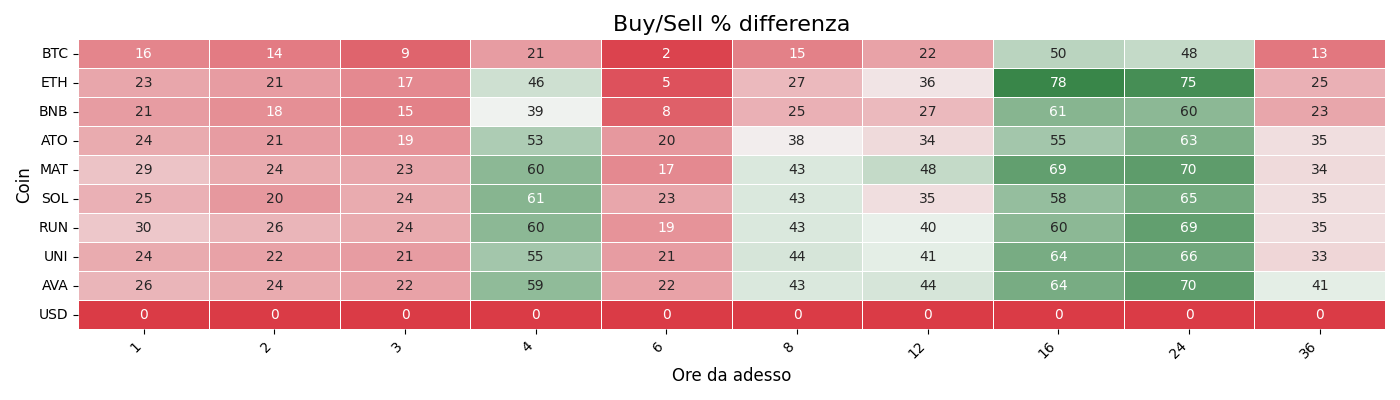 Buy/Sell % differenza
Coin
BTC 16 14 9 21 2 15 22 50 48 13
ETH 23 21 17 46 5 27 36 78 75 25
BNB 21 18 15 39 8 25 27 61 60 23
ATO 24 21 19 53 20 38 34 55 63 35
MAT 29 24 23 60 17 43 48 69 70 34
SOL 25 20 24 61 23 43 35 58 65 35
RUN 30 26 24 60 19 43 40 60 69 35
UNI 24 22 21 55 21 44 41 64 66 33
AVA 26 24 22 59 22 43 44 64 70 41
USD 0 0 0 0 0 0 0 0 0 0
1 2 3 4 6 8 12 16 24 36
Ore da adesso